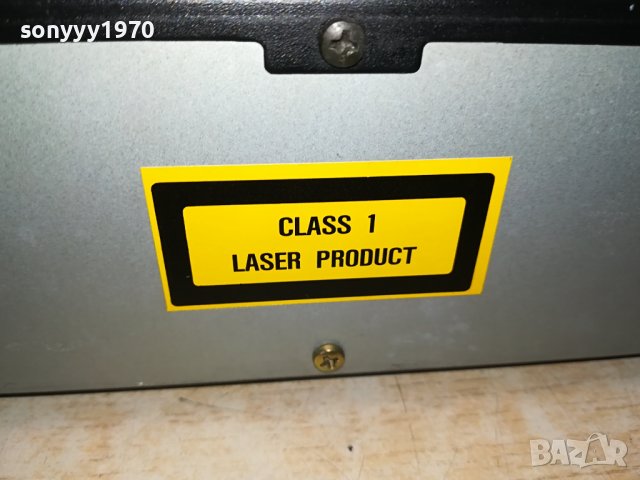 sonyyy1970
CLASS 1
LASER PRODUCT
BAZAR